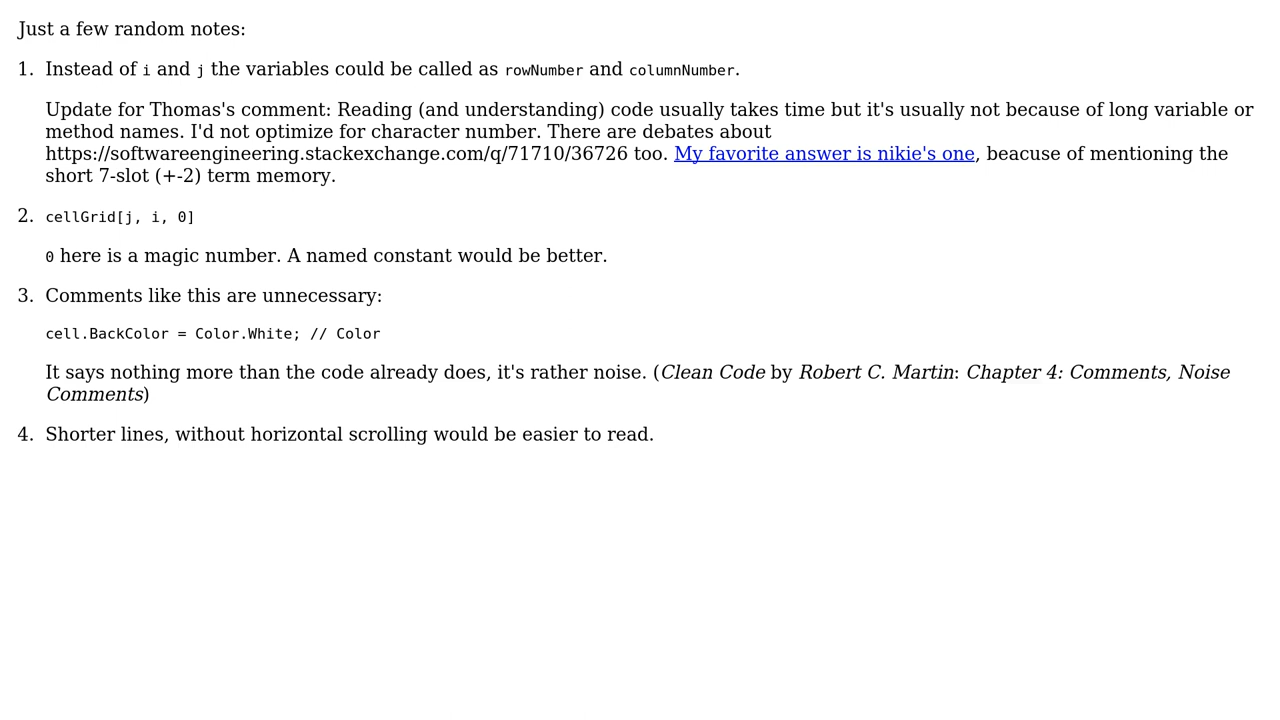 Just a few random notes:
1. Instead of i and j the variables could be called as rowNumber and columnNumber.
Update for Thomas's comment: Reading (and understanding) code usually takes time but it's usually not because of long variable or
method names. I'd not optimize for character number. There are debates about
https://softwareengineering.stackexchange.com/q/71710/36726 too. My favorite answer is nikie's one, beacuse of mentioning the
short 7-slot (+-2) term memory.
2. cellGrid[j, i, 0]
0 here is a magic number. A named constant would be better.
3. Comments like this are unnecessary:
cell.BackColor = Color.White; // Color
It says nothing more than the code already does, it's rather noise. (Clean Code by Robert C. Martin: Chapter 4: Comments, Noise
Comments)
4. Shorter lines, without horizontal scrolling would be easier to read.